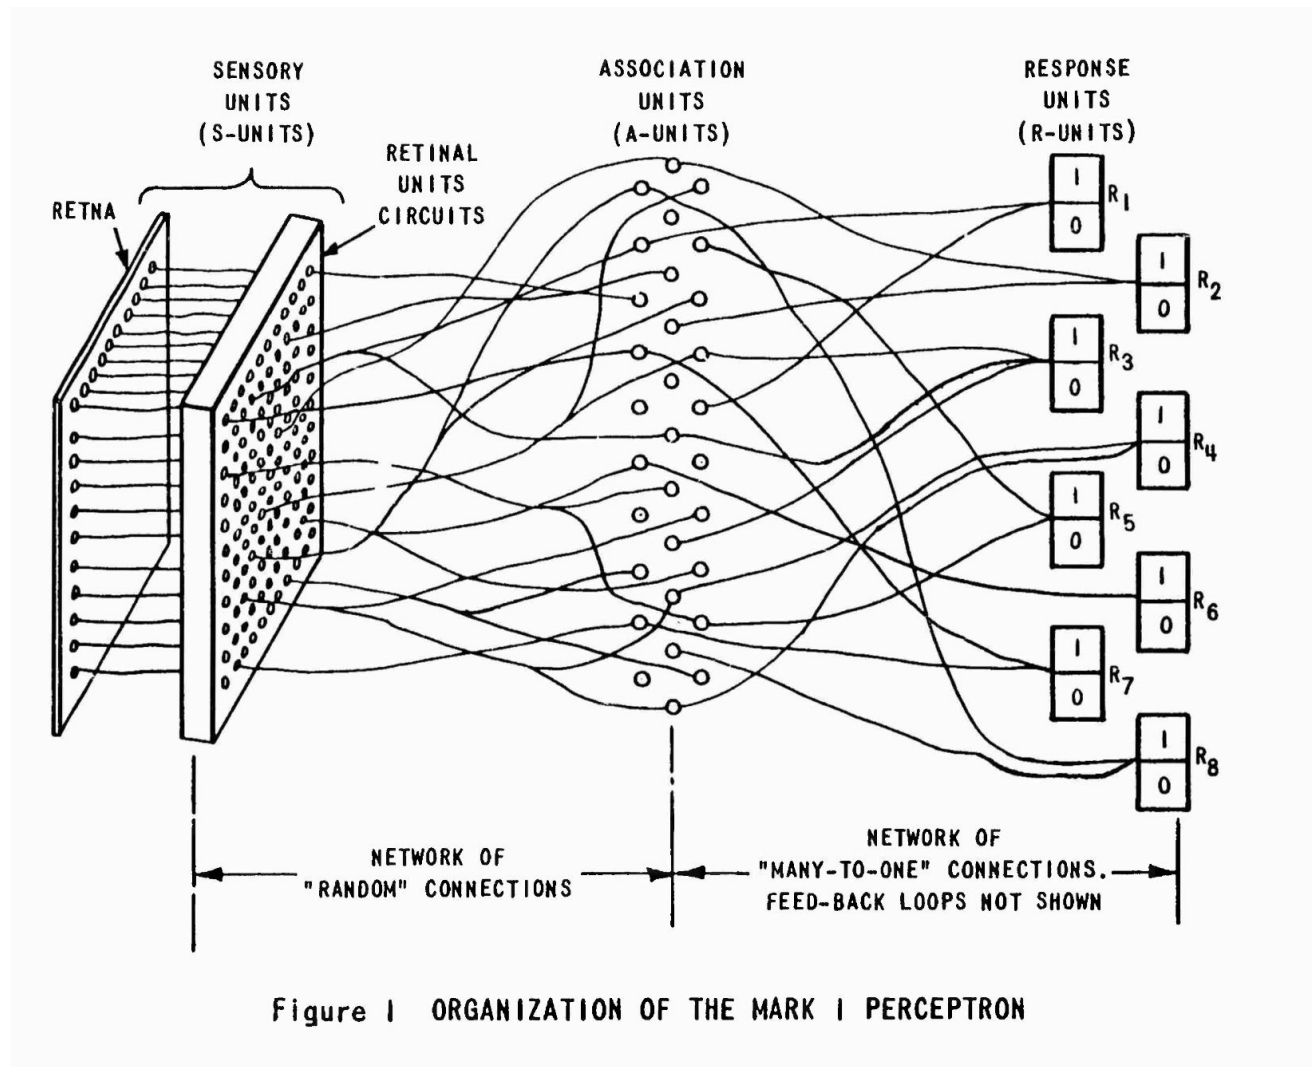 SENSORY
UNITS
(S-UNITS)
ASSOCIATION
UNITS
(A-UNITS)
RESPONSE
UNITS
(R-UNITS)
RETINAL
UNITS
CIRCUITS
RETNA
1
0
R1
1
0
R2
1
0
R3
1
0
R4
1
0
R5
1
0
R6
1
0
R7
1
0
R8
NETWORK OF
"RANDOM" CONNECTIONS
NETWORK OF
"MANY-TO-ONE" CONNECTIONS.
FEED-BACK LOOPS NOT SHOWN
Figure 1 ORGANIZATION OF THE MARK 1 PERCEPTRON